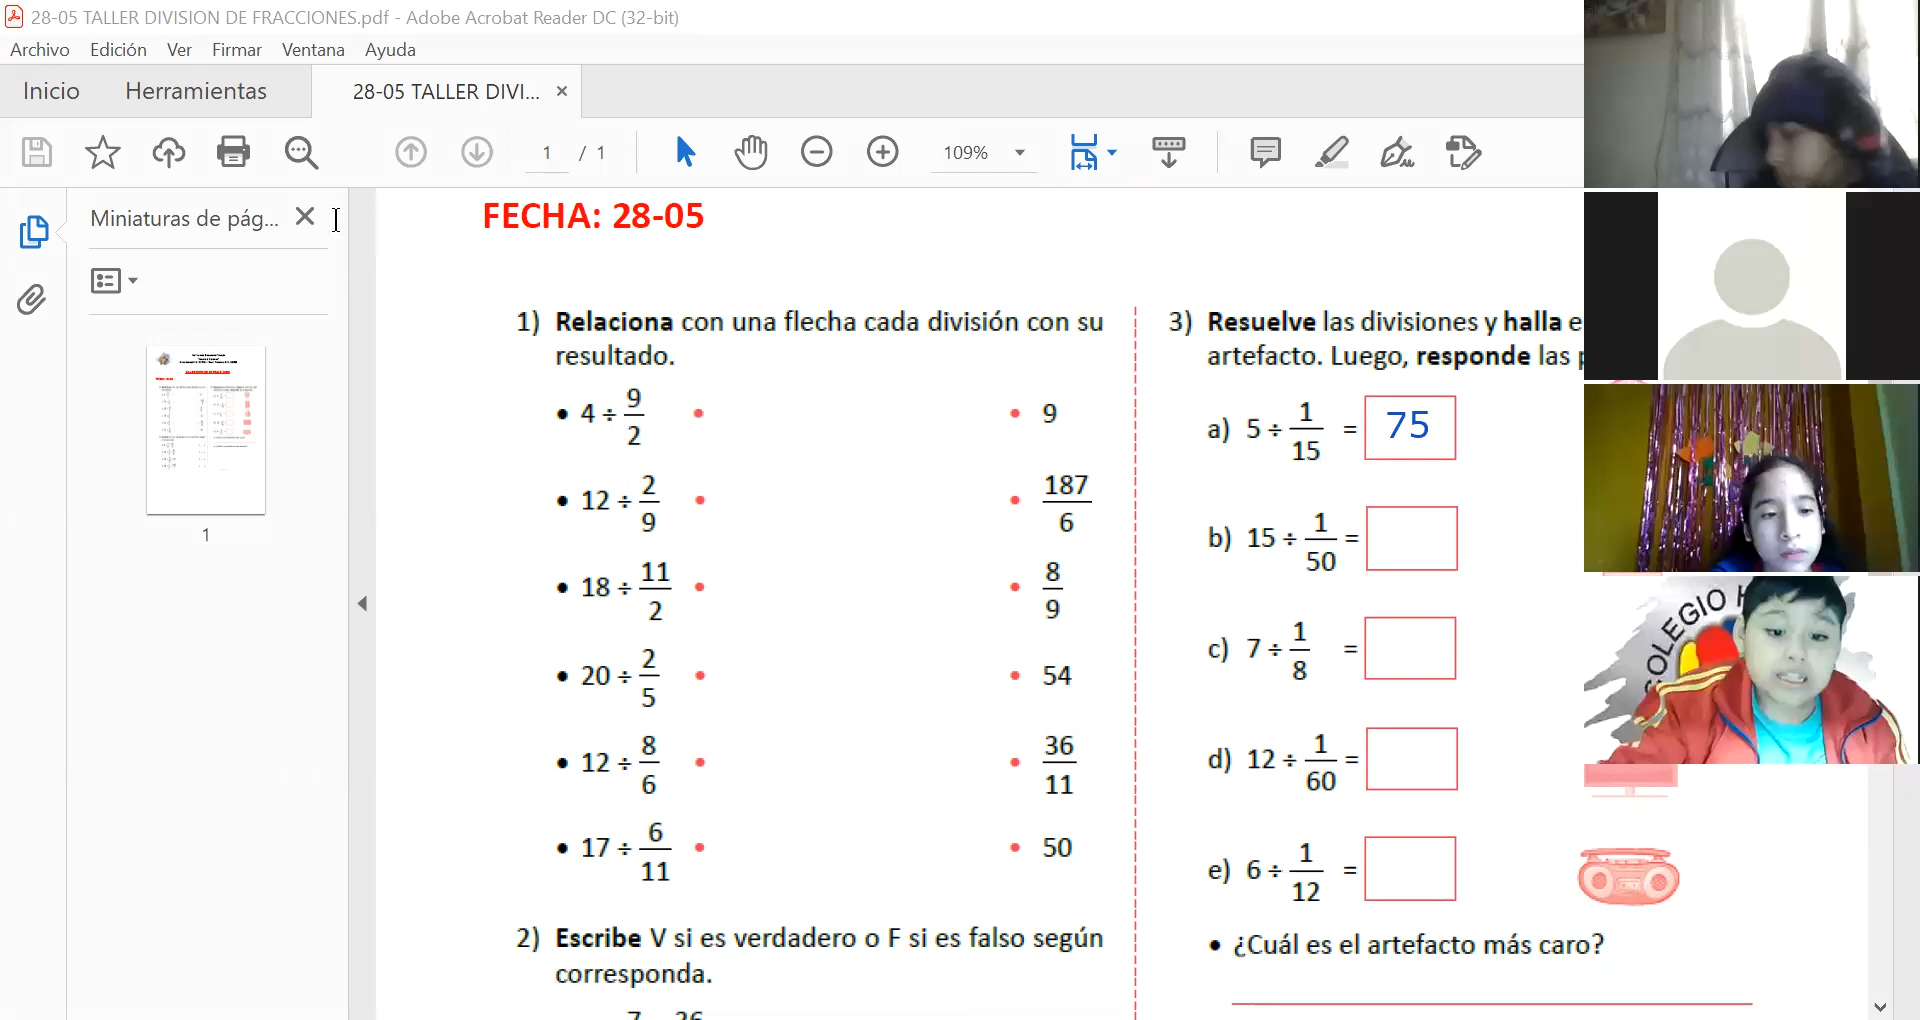 28-05 TALLER DIVISION DE FRACCIONES.pdf - Adobe Acrobat Reader DC (32-bit)
Archivo Edición Ver Firmar Ventana Ayuda
Inicio Herramientas 28-05 TALLER DIVI... ×
1 / 1 109%
Miniaturas de pág...
1
FECHA: 28-05
1) Relaciona con una flecha cada división con su
resultado.
• 4 ÷ 9/2 • • 9
• 12 ÷ 2/9 • • 187/6
• 18 ÷ 11/2 • • 8/9
• 20 ÷ 2/5 • • 54
• 12 ÷ 8/6 • • 36/11
• 17 ÷ 6/11 • • 50
2) Escribe V si es verdadero o F si es falso según
corresponda.
3) Resuelve las divisiones y halla e
artefacto. Luego, responde las
a) 5 ÷ 1/15 = 75
b) 15 ÷ 1/50 =
c) 7 ÷ 1/8 =
d) 12 ÷ 1/60 =
e) 6 ÷ 1/12 =
• ¿Cuál es el artefacto más caro?
COLEGIO H